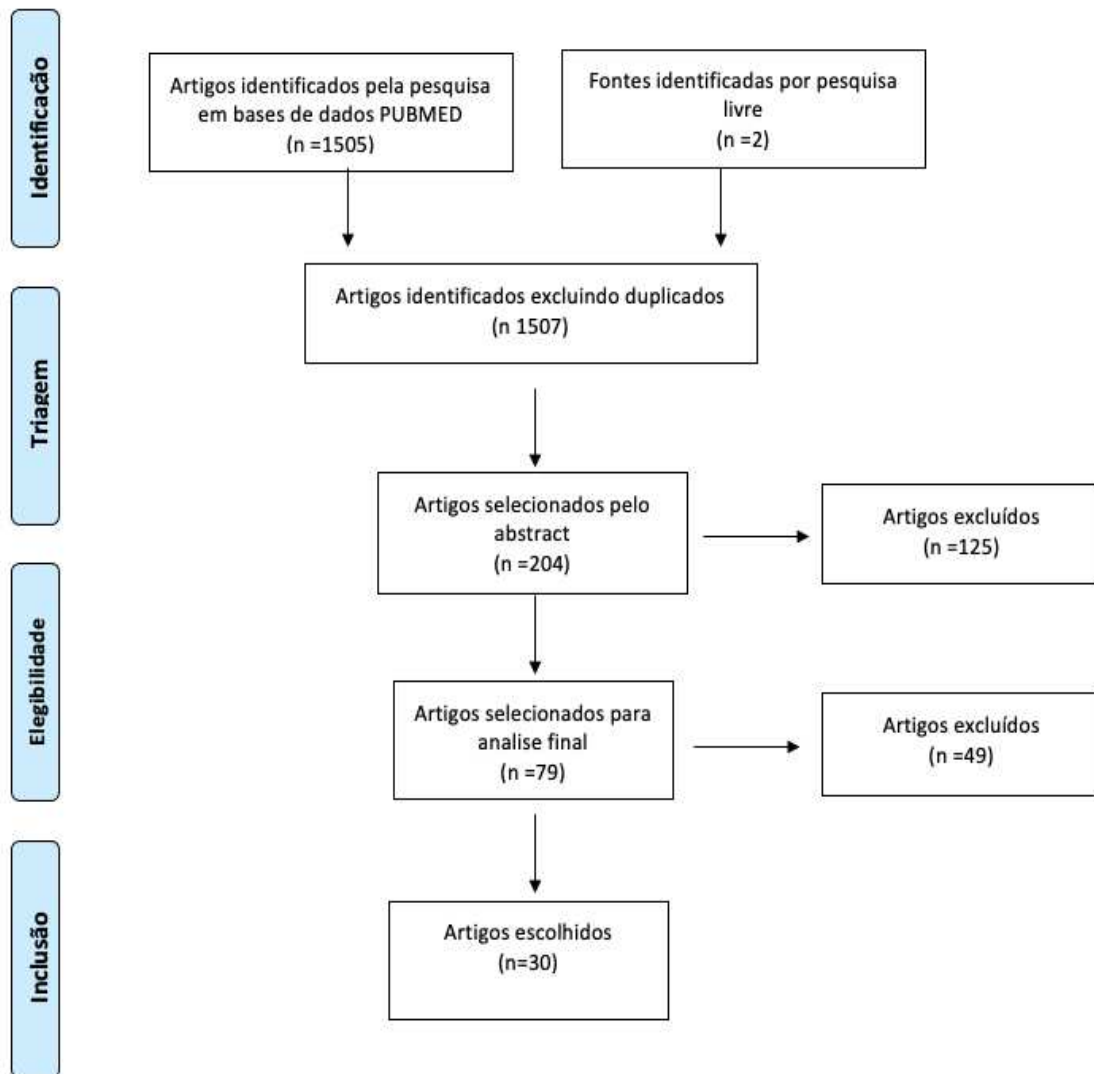 Identificação
Artigos identificados pela pesquisa
em bases de dados PUBMED
(n =1505)
Fontes identificadas por pesquisa
livre
(n =2)
Triagem
Artigos identificados excluindo duplicados
(n 1507)
Artigos selecionados pelo
abstract
(n =204)
Artigos excluídos
(n =125)
Elegibilidade
Artigos selecionados para
analise final
(n =79)
Artigos excluídos
(n =49)
Inclusão
Artigos escolhidos
(n=30)